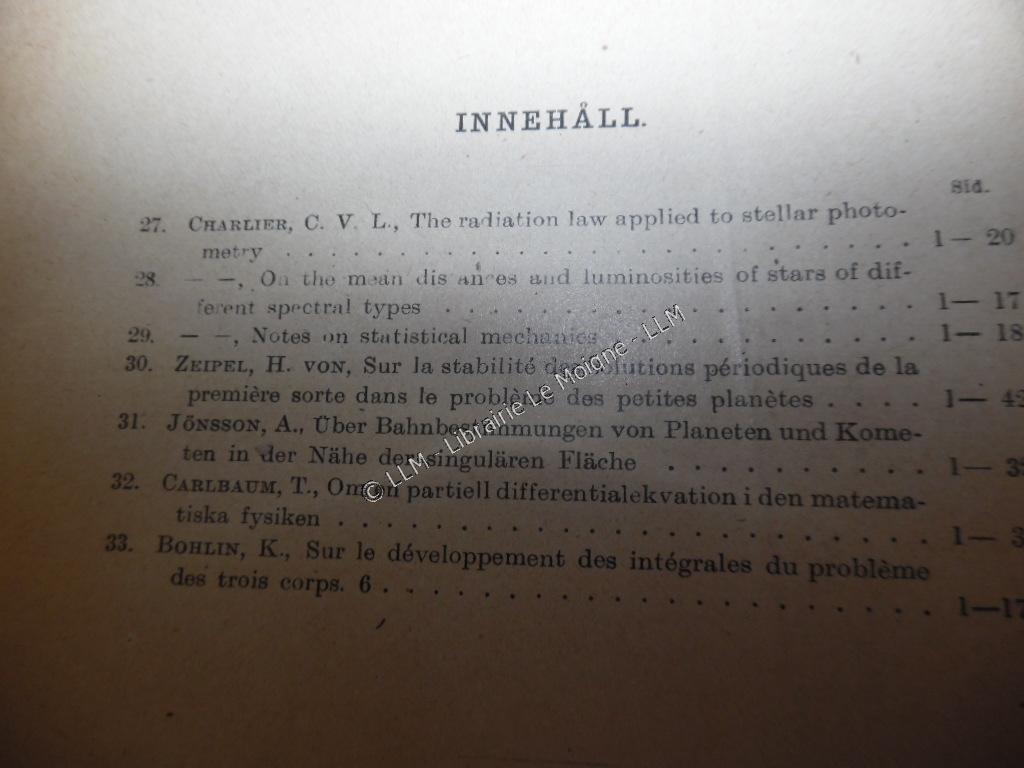 INNEHÅLL.
Sid.
27. CHARLIER, C. V. L., The radiation law applied to stellar photo-
metry . . . . . . . . . . . . . . . . . . . . 1 — 20
28. — —, On the mean distances and luminosities of stars of dif-
ferent spectral types . . . . . . . . . . . . . . . 1 — 17
29. — —, Notes on statistical mechanics . . . . . . . . . 1 — 18
30. ZEIPEL, H. VON, Sur la stabilité des solutions périodiques de la
première sorte dans le problème des petites planètes . . . . 1 — 42
31. JÖNSSON, A., Über Bahnbestimmungen von Planeten und Kome-
ten in der Nähe der singulären Fläche . . . . . . . . . 1 — 3
32. CARLBAUM, T., Om en partiell differentialekvation i den matema-
tiska fysiken . . . . . . . . . . . . . . . . . . 1 — 3
33. BOHLIN, K., Sur le développement des intégrales du problème
des trois corps. 6 . . . . . . . . . . . . . . . . . 1—17
© LLM - Librairie Le Moigne - LLM